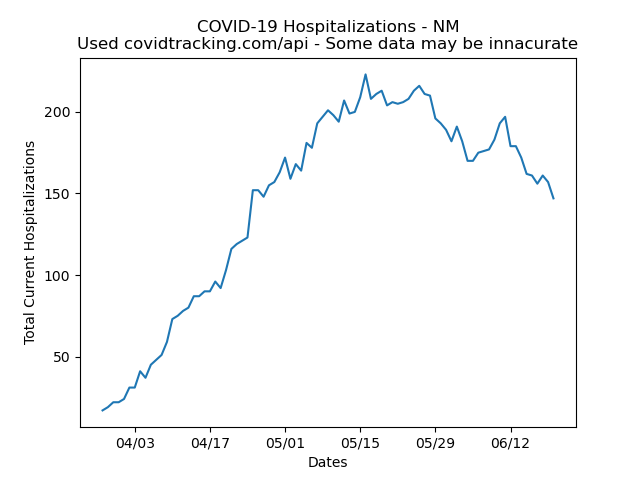 COVID-19 Hospitalizations - NM
Used covidtracking.com/api - Some data may be innacurate
Total Current Hospitalizations
200
150
100
50
04/03 04/17 05/01 05/15 05/29 06/12
Dates